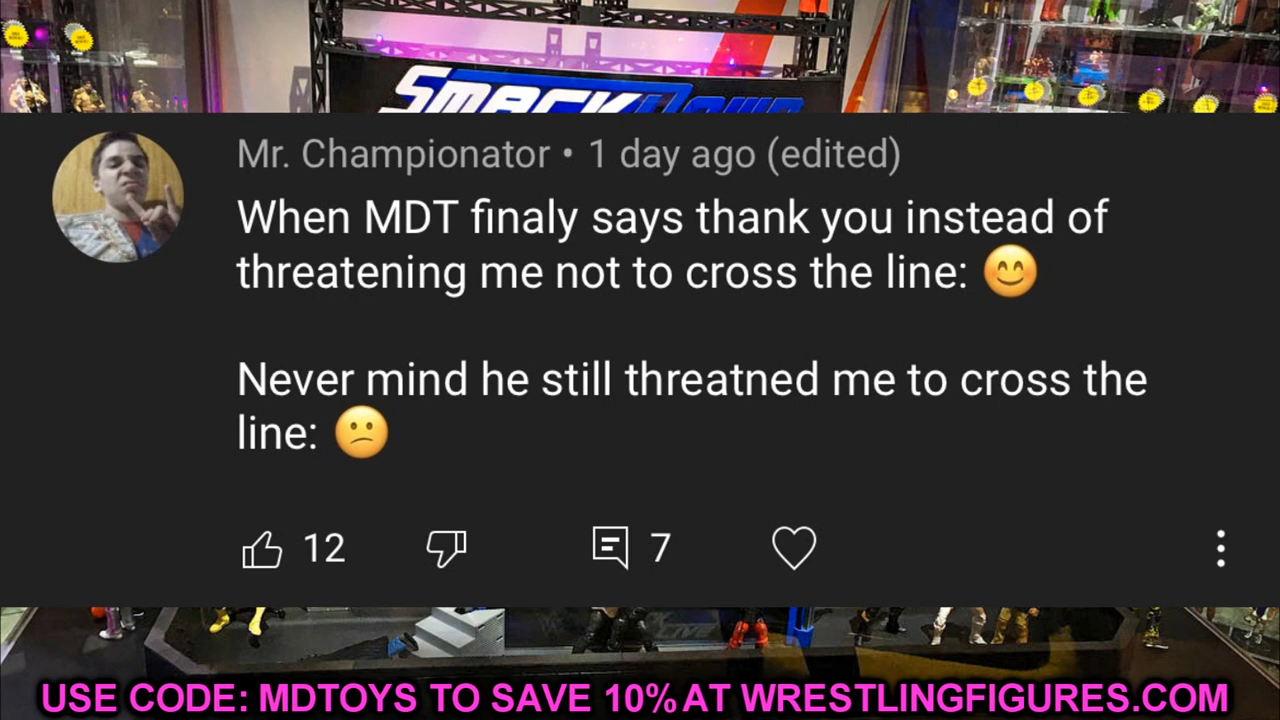 SMACKDOWN
Mr. Championator • 1 day ago (edited)
When MDT finaly says thank you instead of
threatening me not to cross the line: 😊
Never mind he still threatned me to cross the
line: 😕
12
7
USE CODE: MDTOYS TO SAVE 10% AT WRESTLINGFIGURES.COM